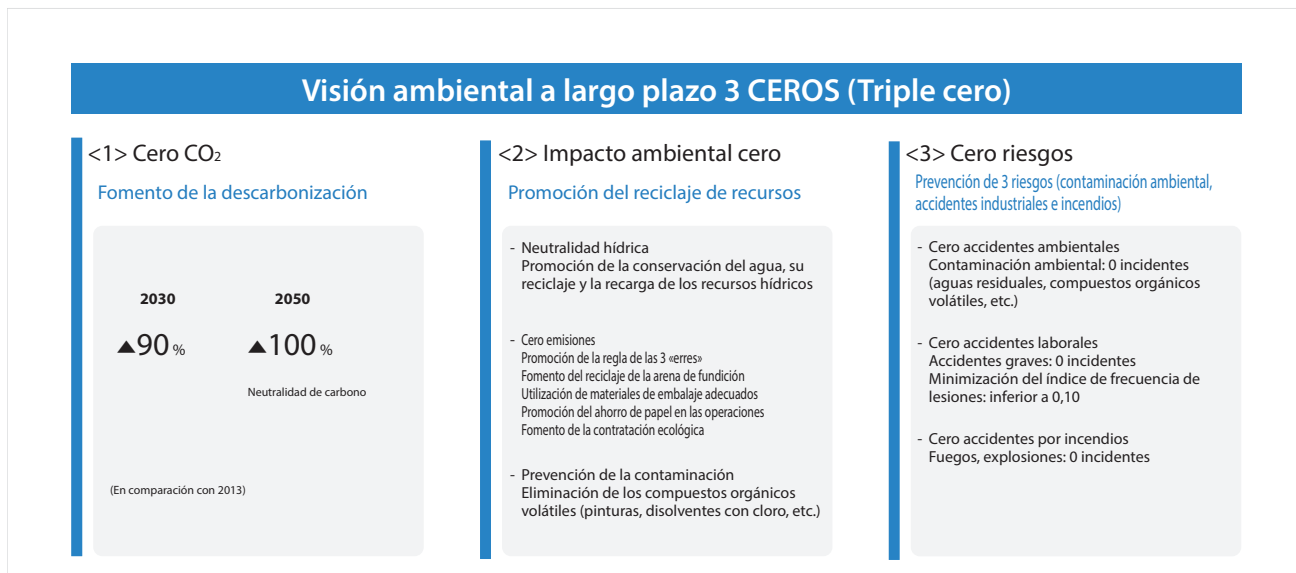 Visión ambiental a largo plazo 3 CEROS (Triple cero)
<1> Cero CO₂
Fomento de la descarbonización
2030
2050
▲90 %
▲100 %
Neutralidad de carbono
(En comparación con 2013)
<2> Impacto ambiental cero
Promoción del reciclaje de recursos
- Neutralidad hídrica
Promoción de la conservación del agua, su
reciclaje y la recarga de los recursos hídricos
- Cero emisiones
Promoción de la regla de las 3 «erres»
Fomento del reciclaje de la arena de fundición
Utilización de materiales de embalaje adecuados
Promoción del ahorro de papel en las operaciones
Fomento de la contratación ecológica
- Prevención de la contaminación
Eliminación de los compuestos orgánicos
volátiles (pinturas, disolventes con cloro, etc.)
<3> Cero riesgos
Prevención de 3 riesgos (contaminación ambiental,
accidentes industriales e incendios)
- Cero accidentes ambientales
Contaminación ambiental: 0 incidentes
(aguas residuales, compuestos orgánicos
volátiles, etc.)
- Cero accidentes laborales
Accidentes graves: 0 incidentes
Minimización del índice de frecuencia de
lesiones: inferior a 0,10
- Cero accidentes por incendios
Fuegos, explosiones: 0 incidentes